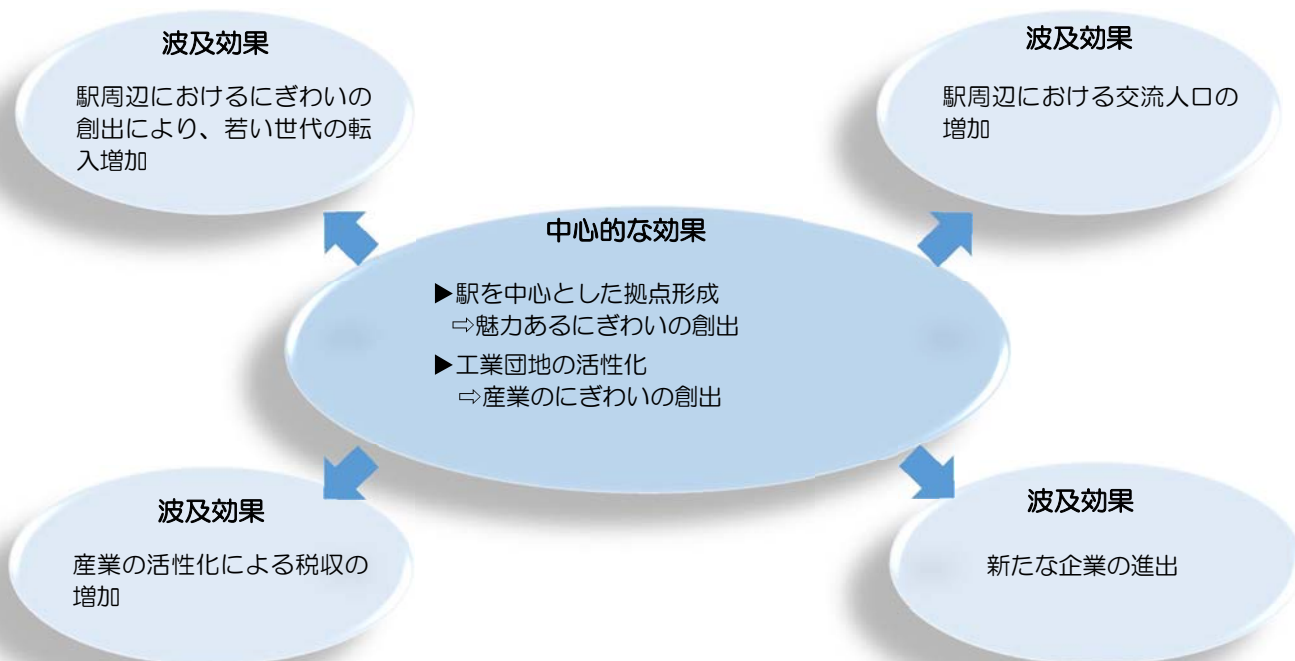 波及効果
駅周辺におけるにぎわいの
創出により、若い世代の転
入増加
波及効果
駅周辺における交流人口の
増加
中心的な効果
▶駅を中心とした拠点形成
⇨魅力あるにぎわいの創出
▶工業団地の活性化
⇨産業のにぎわいの創出
波及効果
産業の活性化による税収の
増加
波及効果
新たな企業の進出